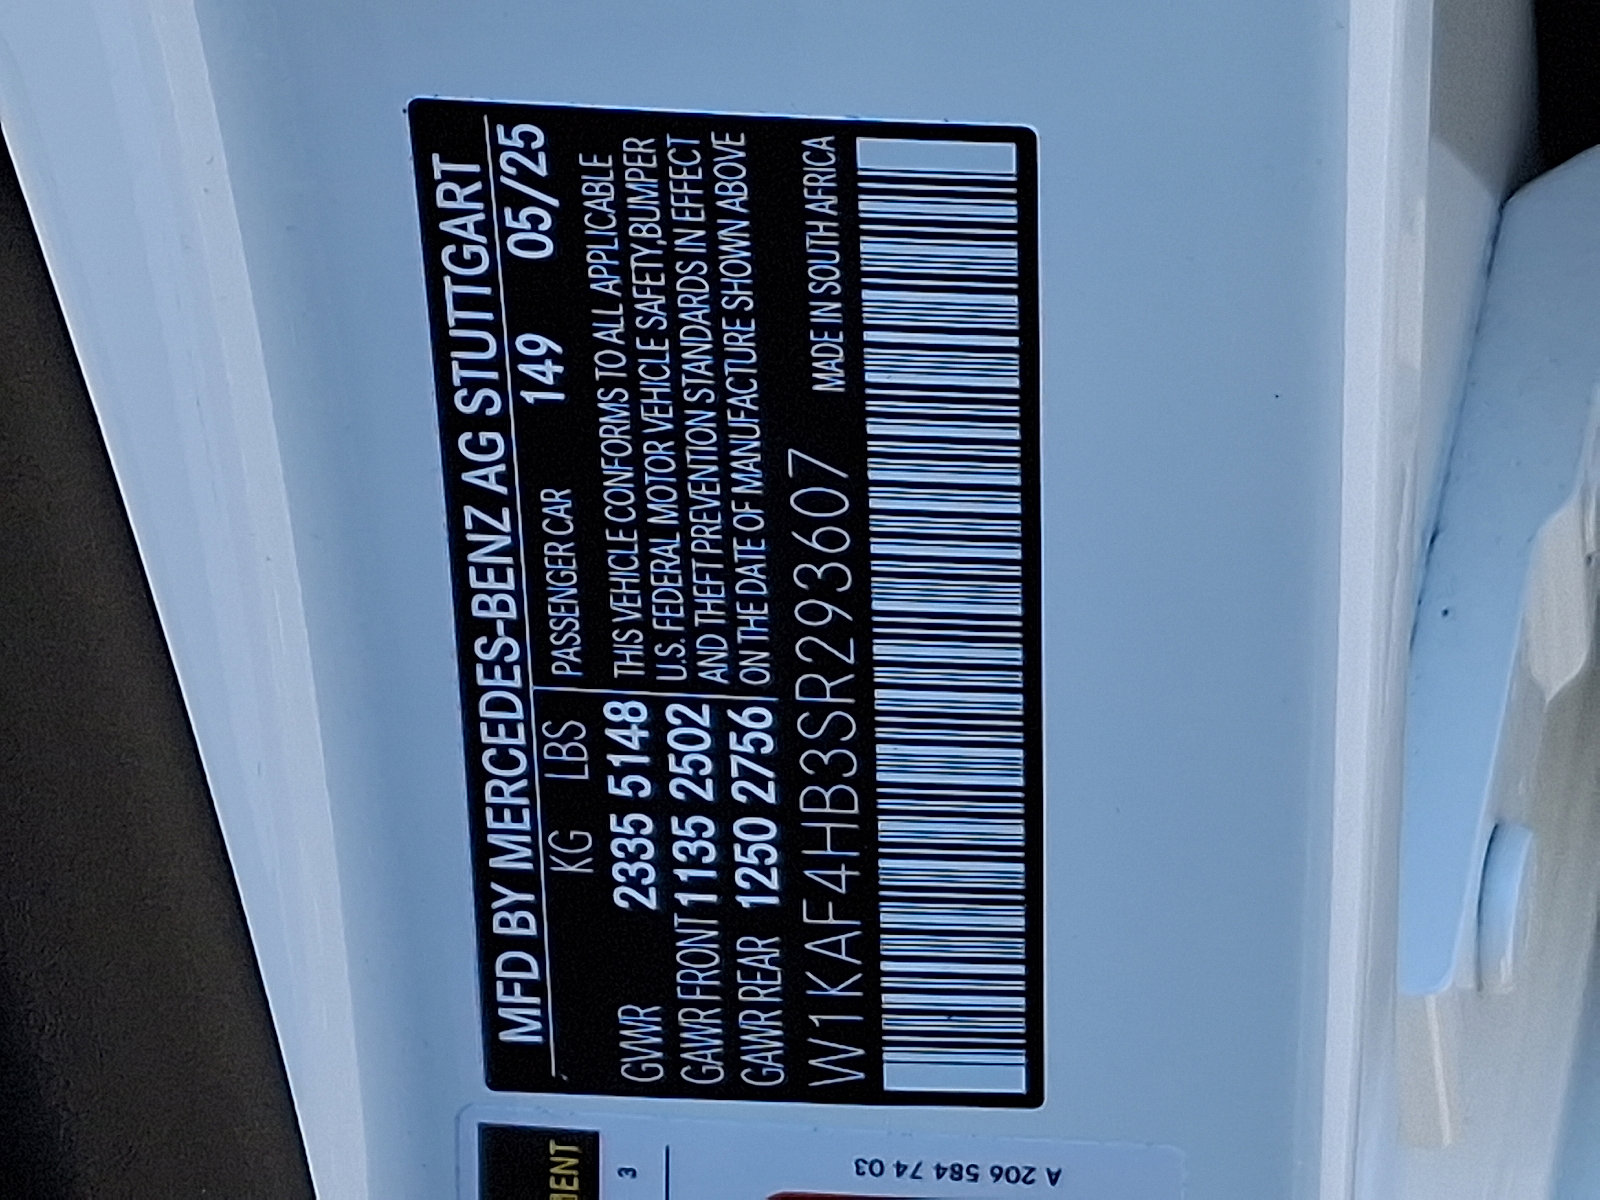 MFD BY MERCEDES-BENZ AG STUTTGART
149 05/25
KG LBS PASSENGER CAR
GVWR 2335 5148 THIS VEHICLE CONFORMS TO ALL APPLICABLE
U.S. FEDERAL MOTOR VEHICLE SAFETY,BUMPER
GAWR FRONT 1135 2502 AND THEFT PREVENTION STANDARDS IN EFFECT
GAWR REAR 1250 2756 ON THE DATE OF MANUFACTURE SHOWN ABOVE
W1KAF4HB3SR293607 MADE IN SOUTH AFRICA
3
A 206 584 74 03